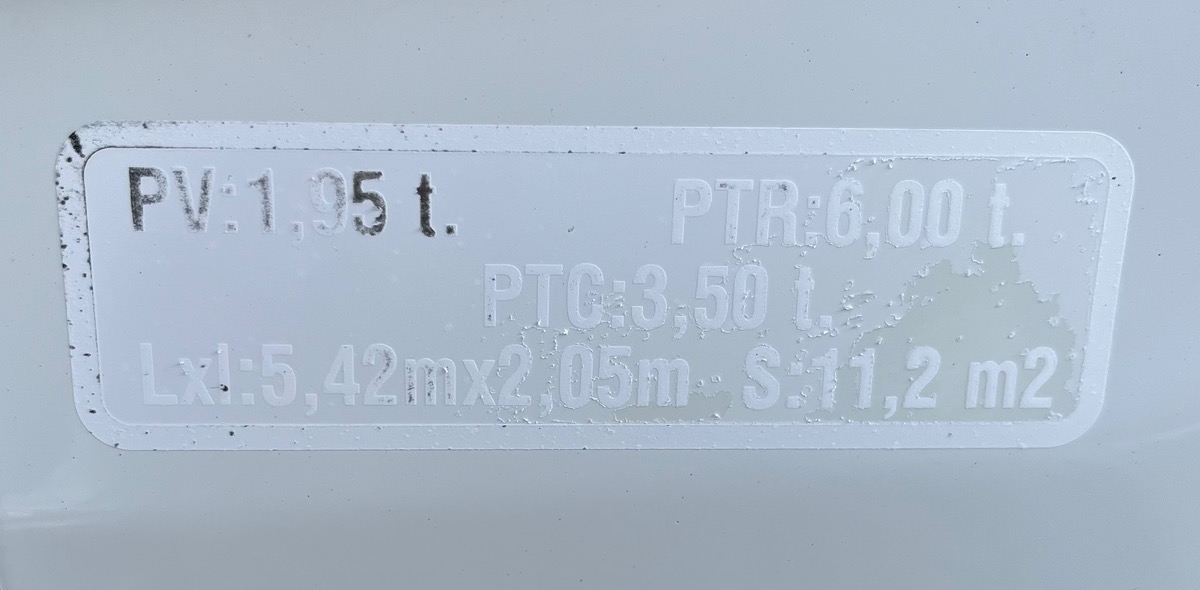 PV:1,95 t. PTR:6,00 t.
PTC:3,50 t.
Lxl:5,42mx2,05m S:11,2 m2